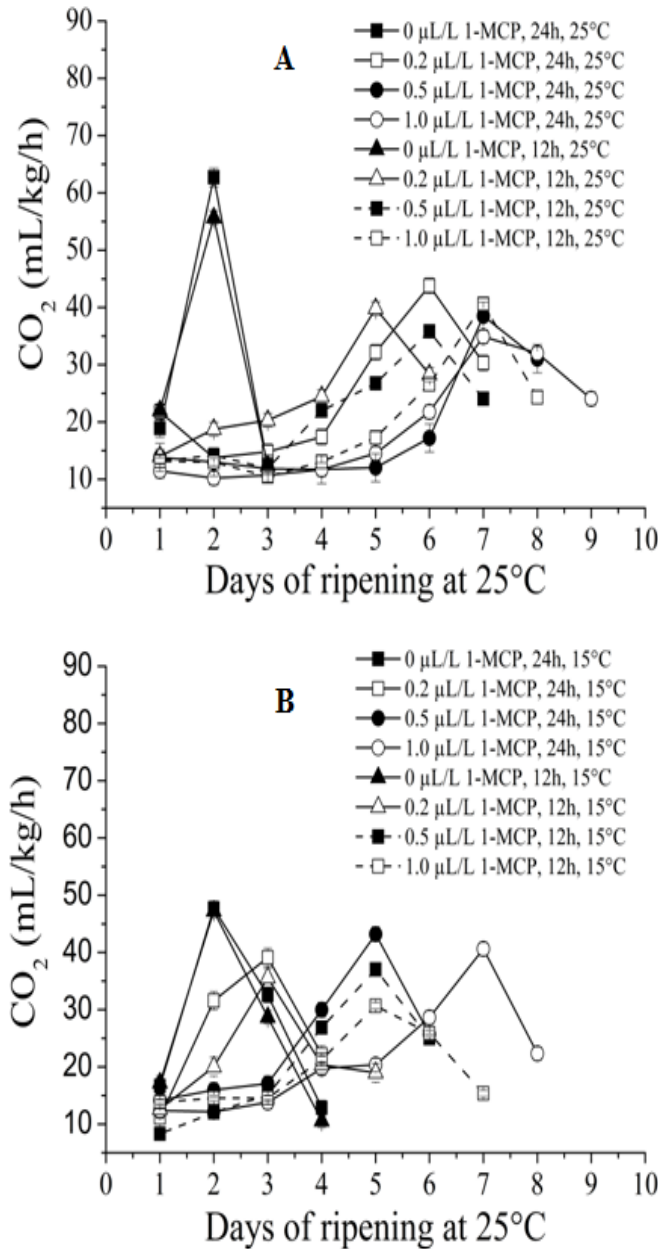 90
80
70
60
50
40
30
20
10
CO2 (mL/kg/h)
A
0 µL/L 1-MCP, 24h, 25°C
0.2 µL/L 1-MCP, 24h, 25°C
0.5 µL/L 1-MCP, 24h, 25°C
1.0 µL/L 1-MCP, 24h, 25°C
0 µL/L 1-MCP, 12h, 25°C
0.2 µL/L 1-MCP, 12h, 25°C
0.5 µL/L 1-MCP, 12h, 25°C
1.0 µL/L 1-MCP, 12h, 25°C
0 1 2 3 4 5 6 7 8 9 10
Days of ripening at 25°C
90
80
70
60
50
40
30
20
10
CO2 (mL/kg/h)
B
0 µL/L 1-MCP, 24h, 15°C
0.2 µL/L 1-MCP, 24h, 15°C
0.5 µL/L 1-MCP, 24h, 15°C
1.0 µL/L 1-MCP, 24h, 15°C
0 µL/L 1-MCP, 12h, 15°C
0.2 µL/L 1-MCP, 12h, 15°C
0.5 µL/L 1-MCP, 12h, 15°C
1.0 µL/L 1-MCP, 12h, 15°C
0 1 2 3 4 5 6 7 8 9 10
Days of ripening at 25°C